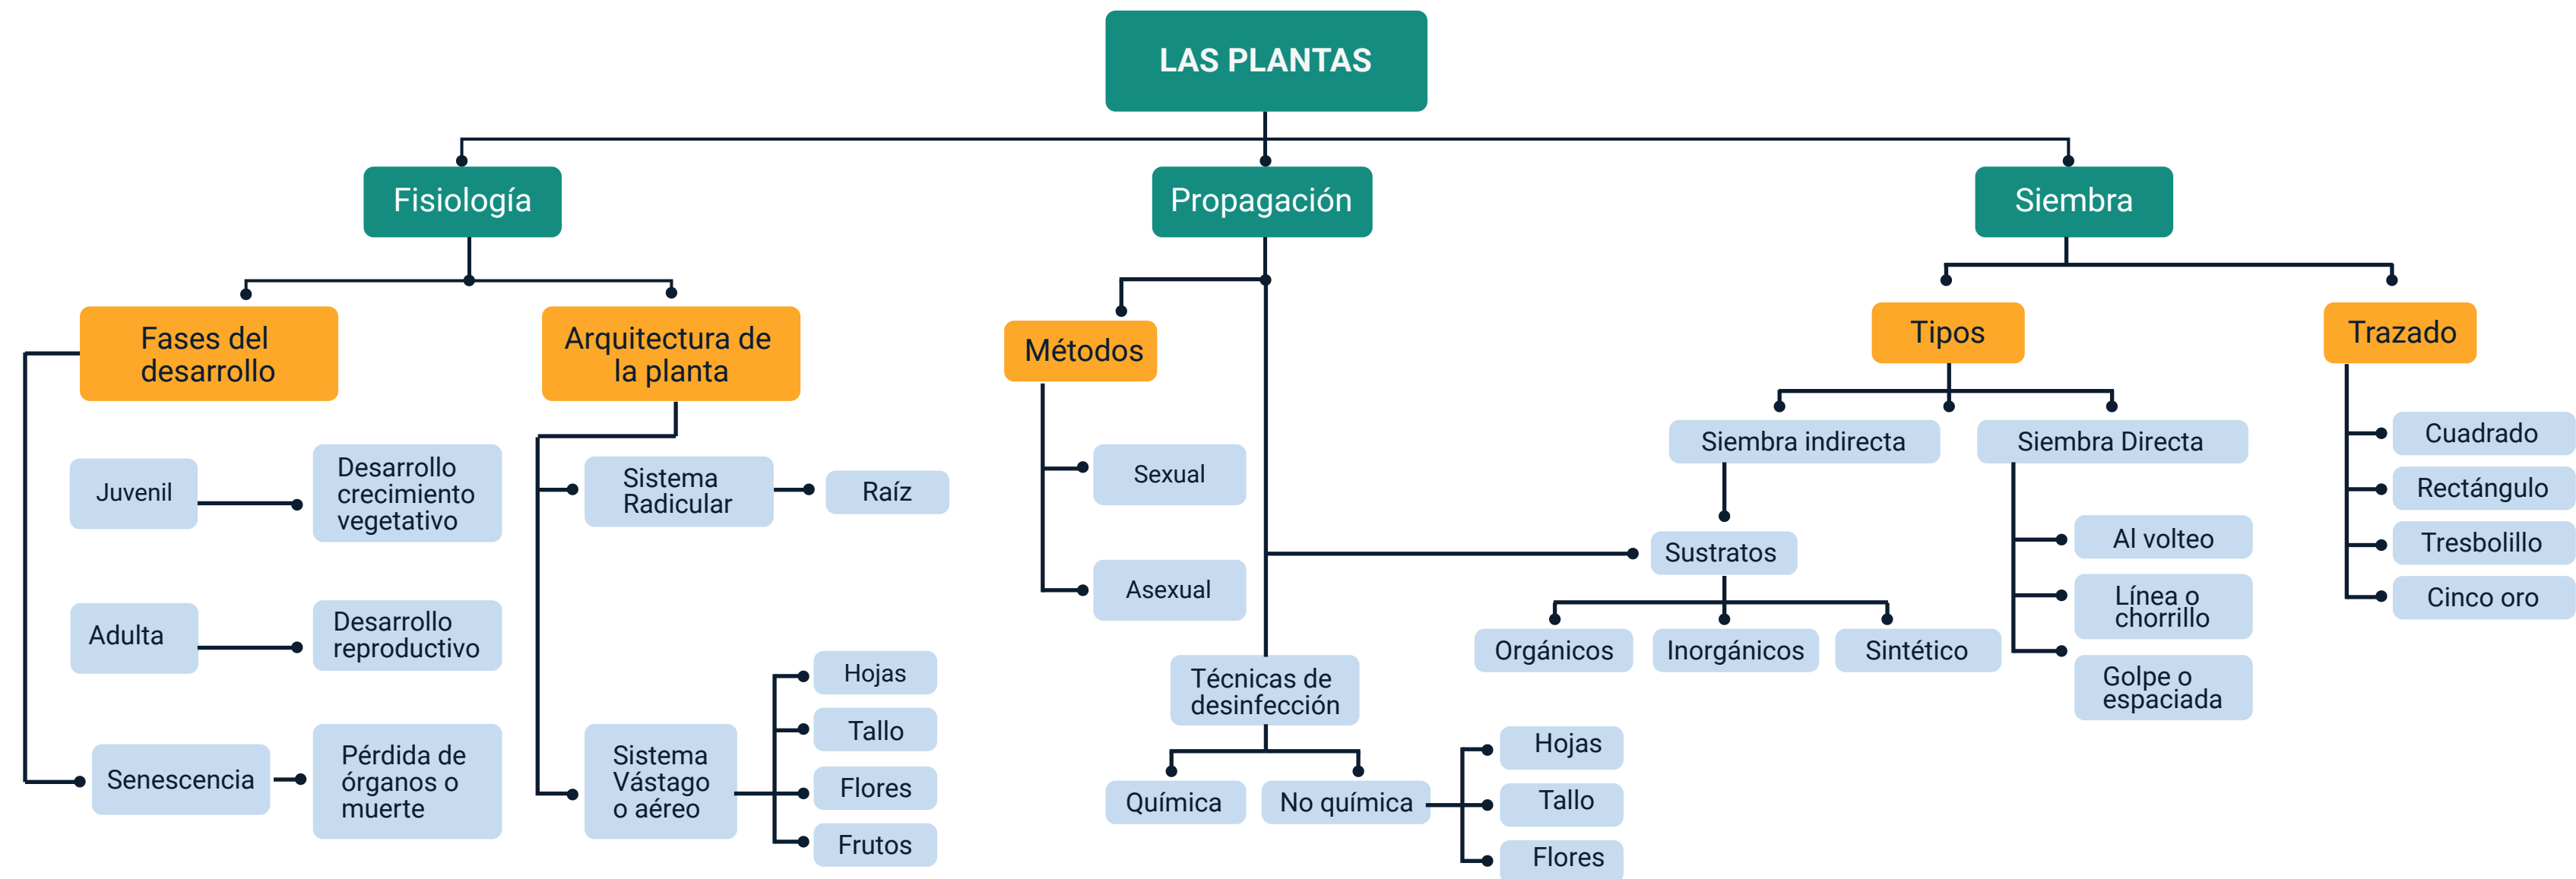 LAS PLANTAS
Fisiología
Propagación
Siembra
Fases del
desarrollo
Arquitectura de
la planta
Métodos
Tipos
Trazado
Juvenil
Desarrollo
crecimiento
vegetativo
Adulta
Desarrollo
reproductivo
Senescencia
Pérdida de
órganos o
muerte
Sistema
Radicular
Raíz
Sistema
Vástago
o aéreo
Hojas
Tallo
Flores
Frutos
Sexual
Asexual
Técnicas de
desinfección
Química
No química
Hojas
Tallo
Flores
Siembra indirecta
Siembra Directa
Sustratos
Orgánicos
Inorgánicos
Sintético
Al volteo
Línea o
chorrillo
Golpe o
espaciada
Cuadrado
Rectángulo
Tresbolillo
Cinco oro